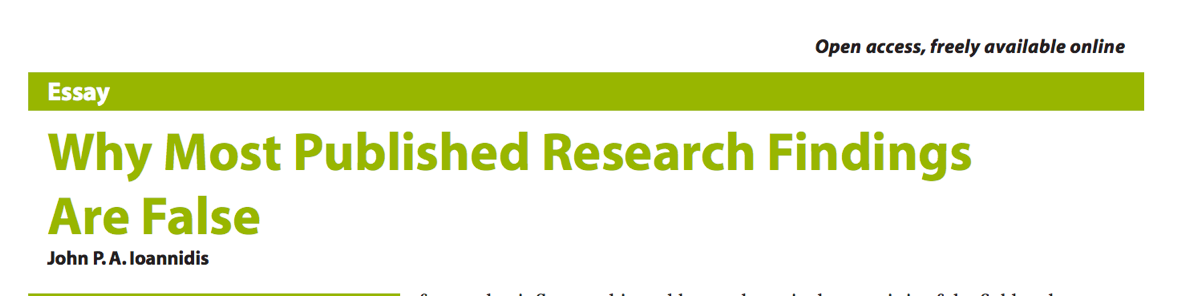 Open access, freely available online
Essay
Why Most Published Research Findings
Are False
John P. A. Ioannidis